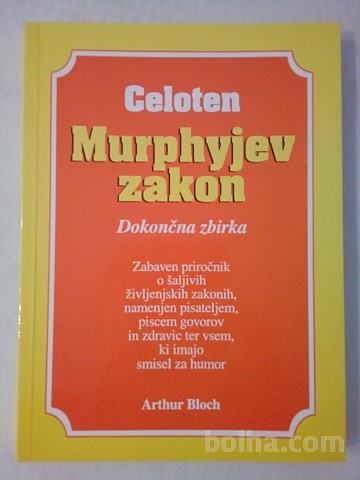 Celoten
Murphyjev
zakon
Dokončna zbirka
Zabaven priročnik
o šaljivih
življenjskih zakonih,
namenjen pisateljem,
piscem govorov
in zdravic ter vsem,
ki imajo
smisel za humor
Arthur Bloch
bolha.com